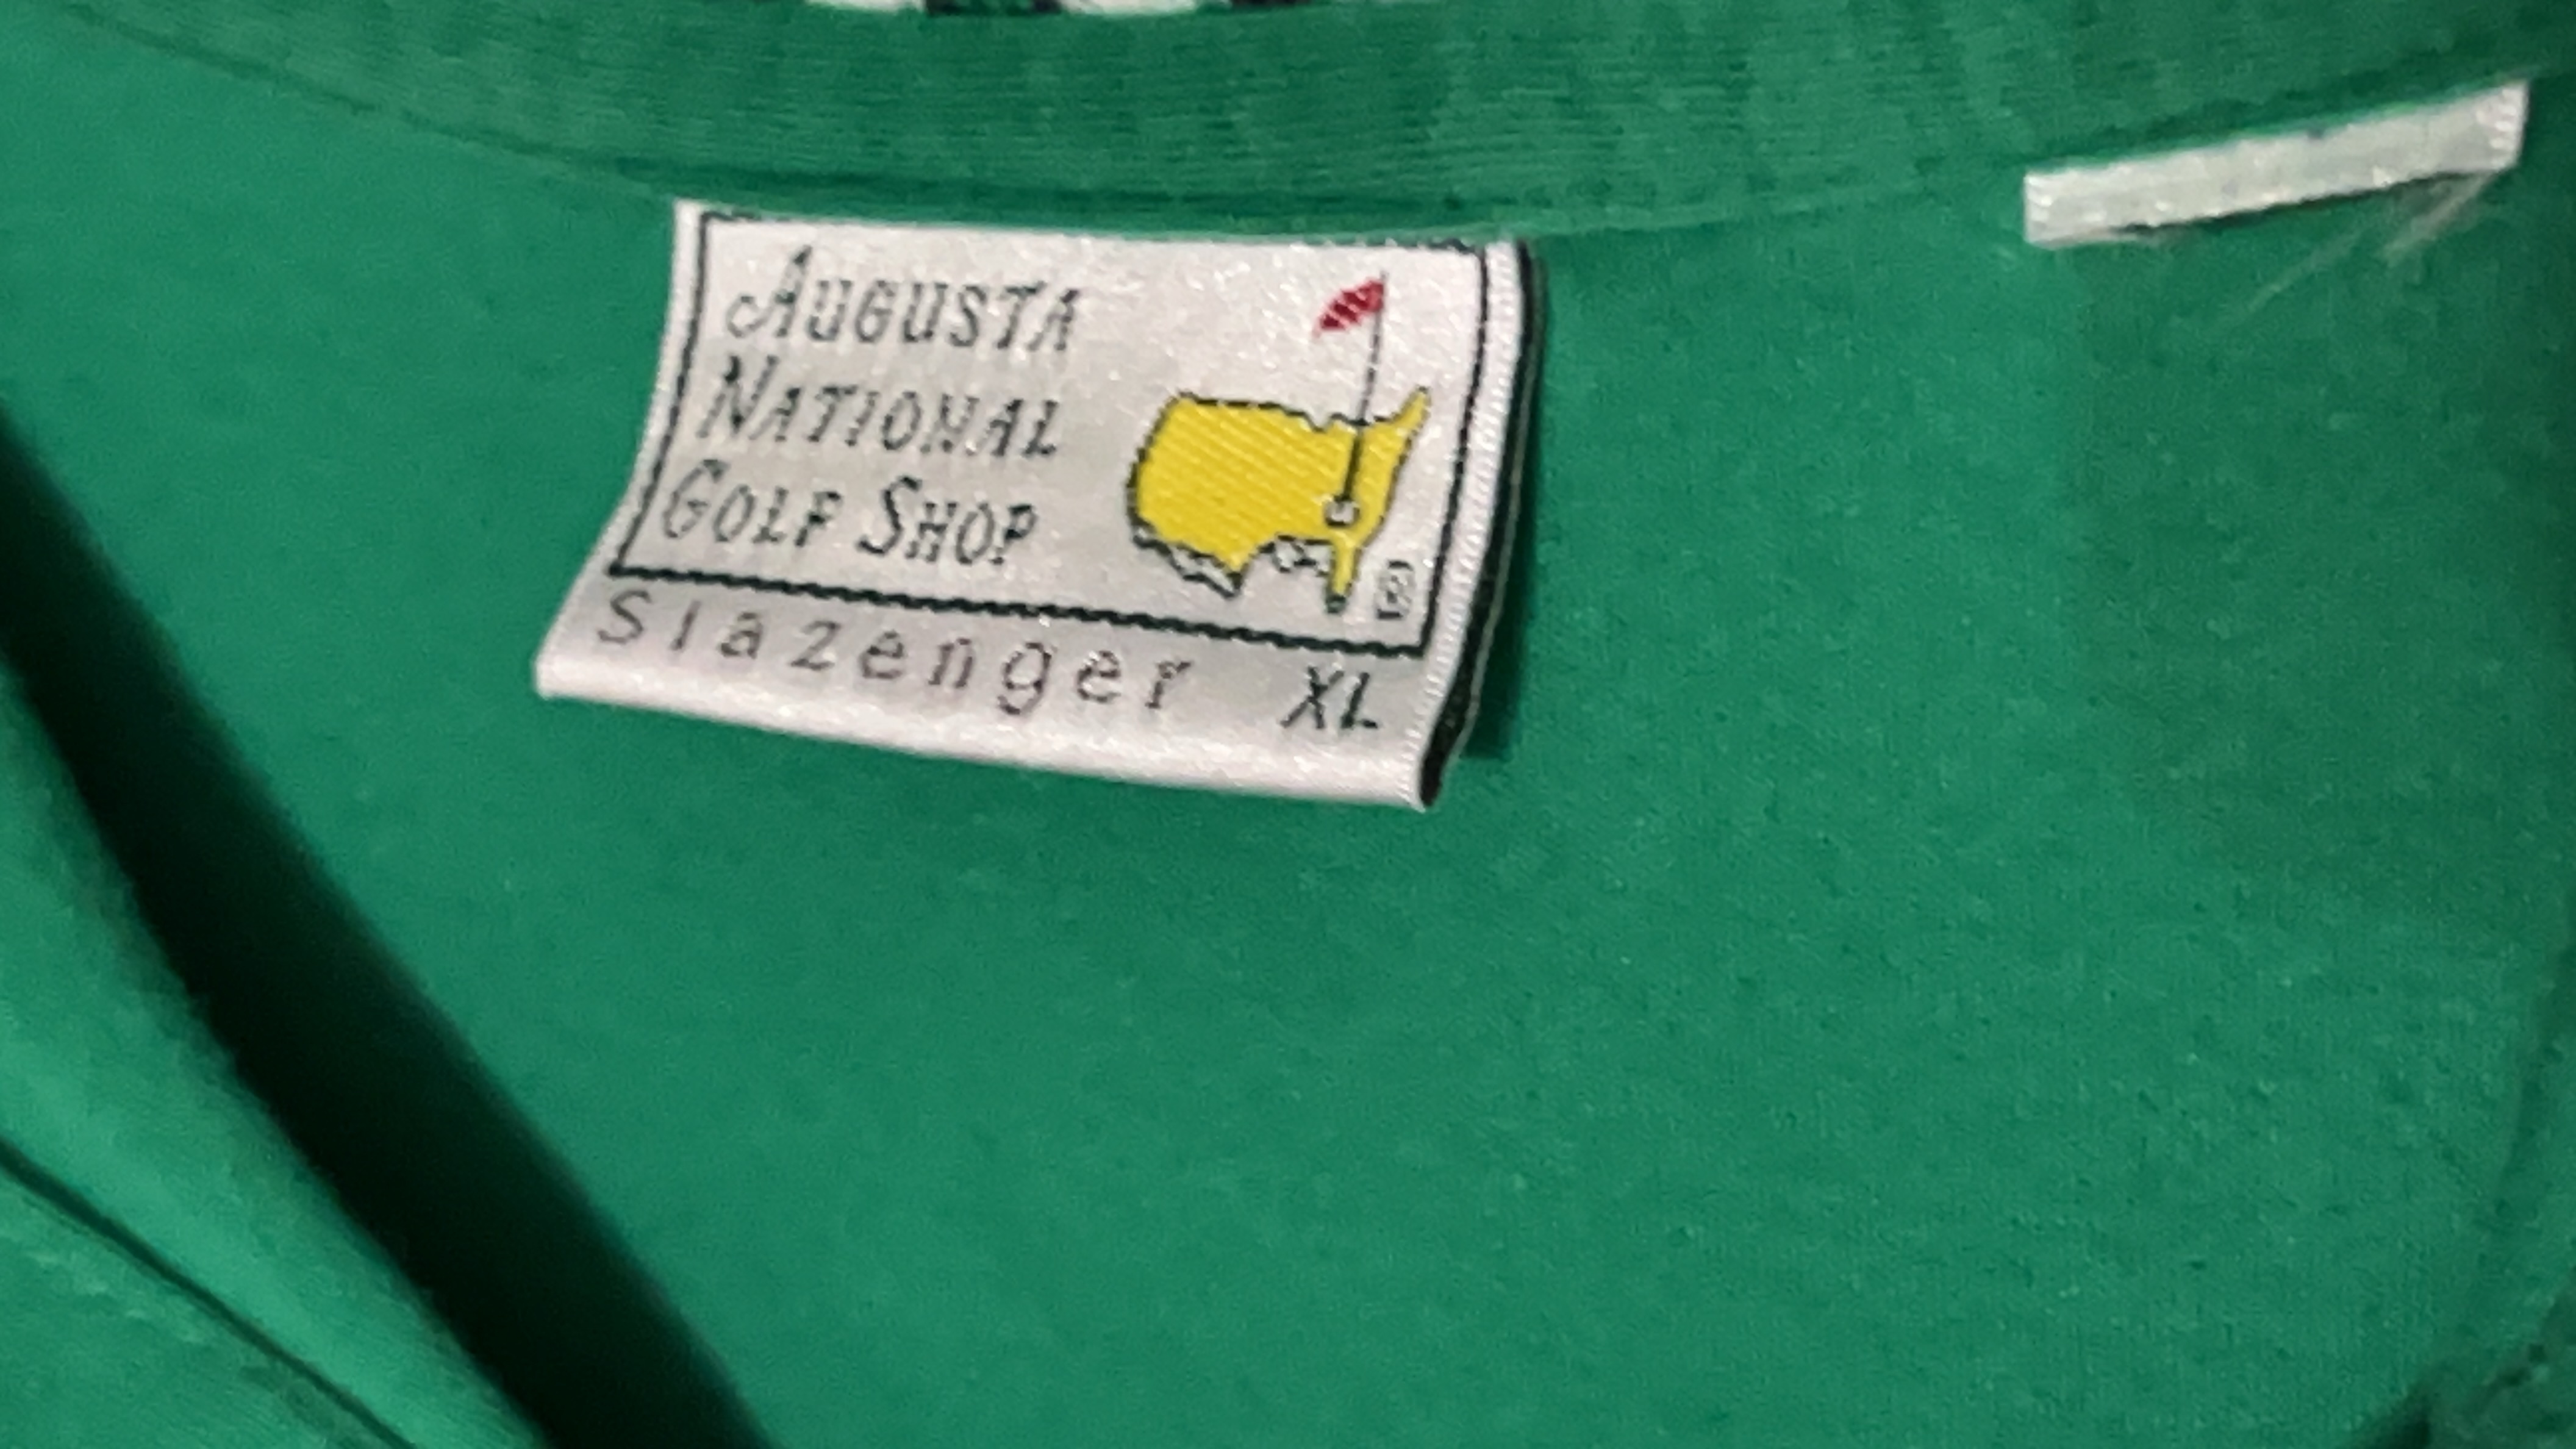 AUGUSTA
NATIONAL
GOLF SHOP
®
Slazenger XL